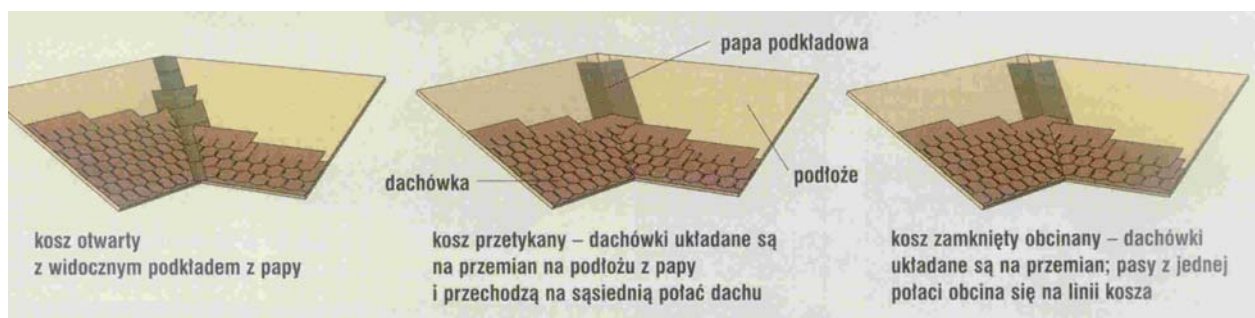 papa podkładowa
dachówka
podłoże
kosz otwarty
z widocznym podkładem z papy
kosz przetykany – dachówki układane są
na przemian na podłożu z papy
i przechodzą na sąsiednią połać dachu
kosz zamknięty obcinany – dachówki
układane są na przemian; pasy z jednej
połaci obcina się na linii kosza